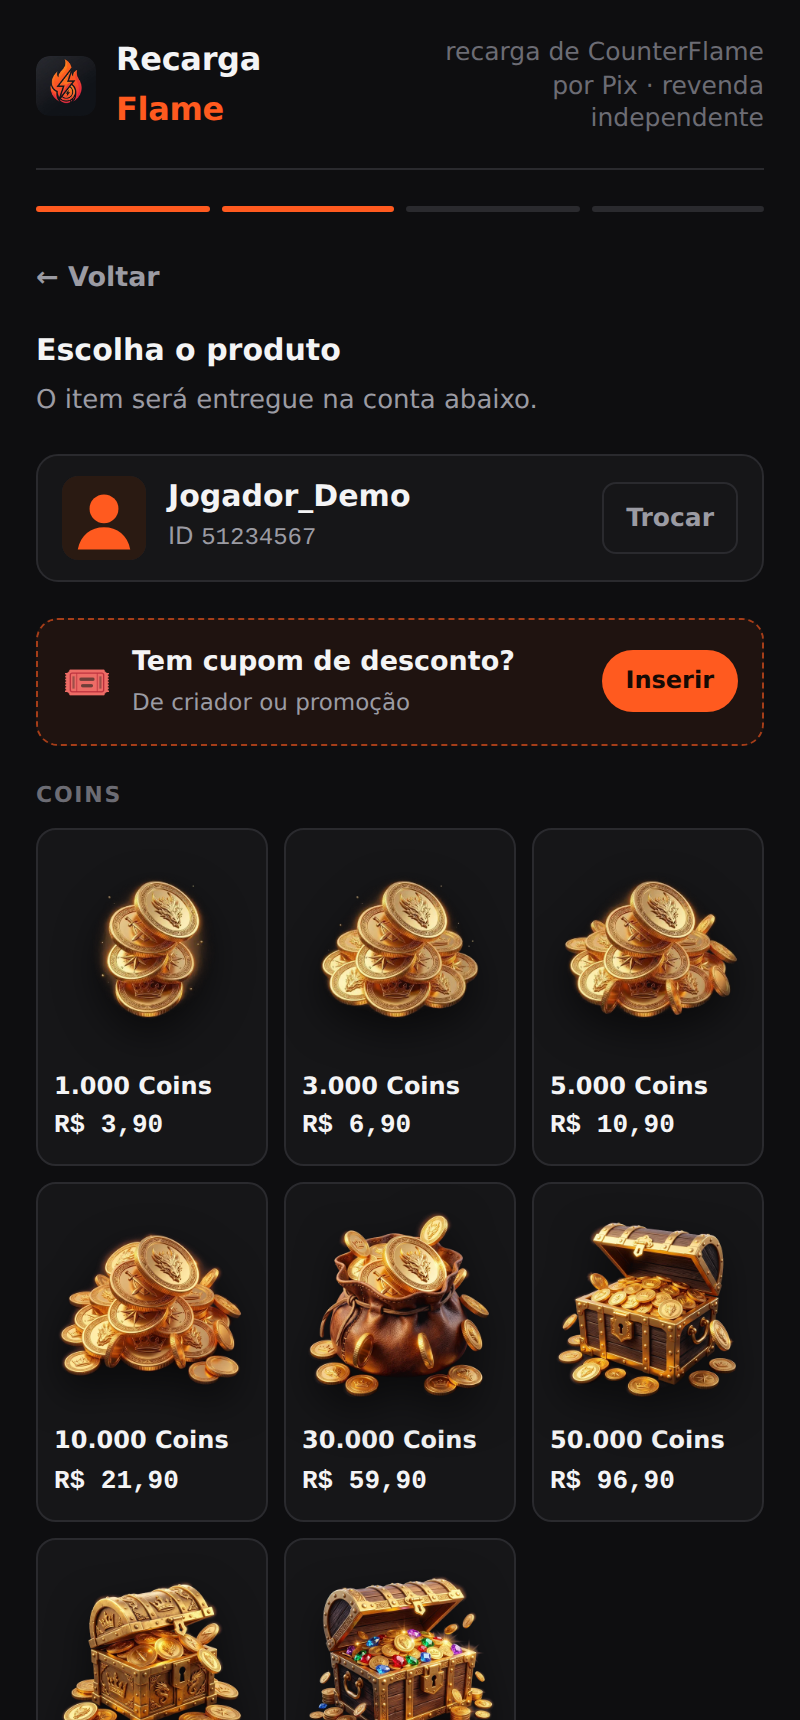 Recarga
Flame
recarga de CounterFlame
por Pix · revenda
independente
← Voltar
Escolha o produto
O item será entregue na conta abaixo.
Jogador_Demo
ID 51234567
Trocar
Tem cupom de desconto?
De criador ou promoção
Inserir
COINS
1.000 Coins
R$ 3,90
3.000 Coins
R$ 6,90
5.000 Coins
R$ 10,90
10.000 Coins
R$ 21,90
30.000 Coins
R$ 59,90
50.000 Coins
R$ 96,90